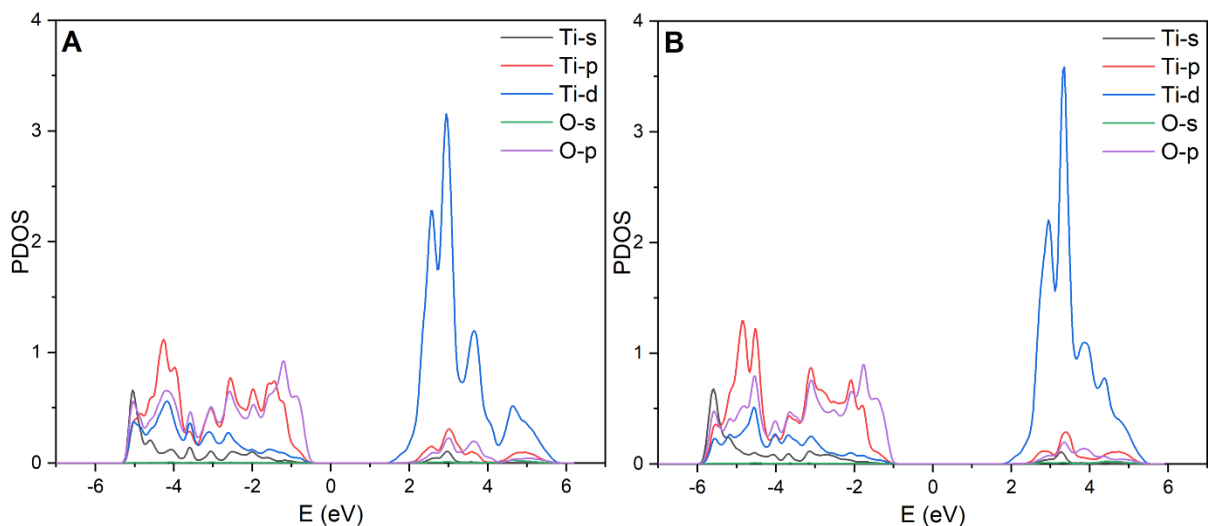 A
Ti-s
Ti-p
Ti-d
O-s
O-p
4
3
2
1
0
PDOS
-6 -4 -2 0 2 4 6
E (eV)
B
Ti-s
Ti-p
Ti-d
O-s
O-p
4
3
2
1
0
PDOS
-6 -4 -2 0 2 4 6
E (eV)